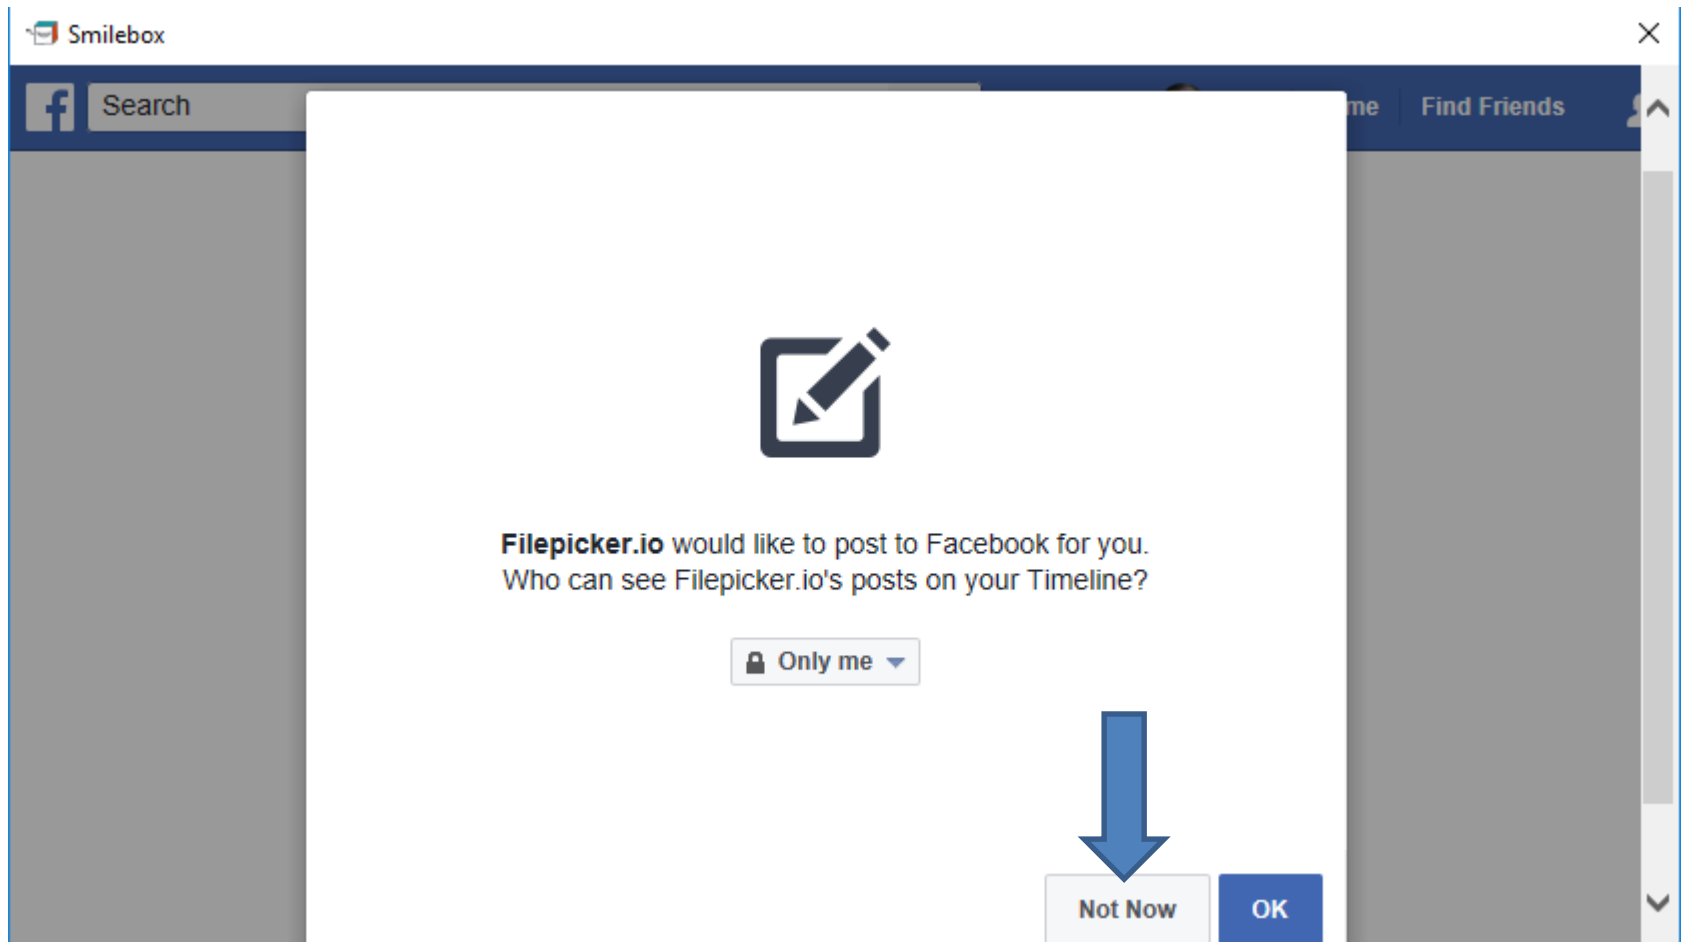 Smilebox
Search
me
Find Friends
Filepicker.io would like to post to Facebook for you.
Who can see Filepicker.io's posts on your Timeline?
Only me
Not Now
OK